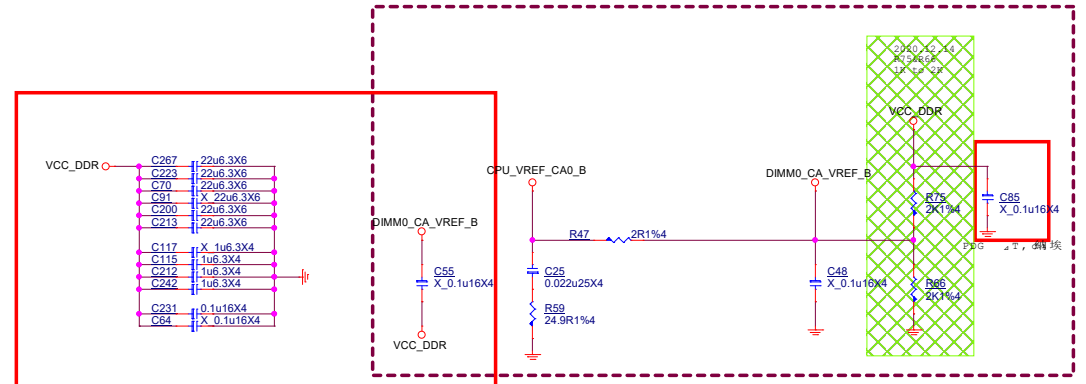 2020.12.14
R75&R66
1K to 2K
VCC_DDR
VCC_DDR
C267 22u6.3X6
C223 22u6.3X6
C70 22u6.3X6
C91 X_22u6.3X6
C200 22u6.3X6
C213 22u6.3X6
C117 X_1u6.3X4
C115 1u6.3X4
C212 1u6.3X4
C242 1u6.3X4
C231 0.1u16X4
C64 X_0.1u16X4
DIMM0_CA_VREF_B
C55
X_0.1u16X4
VCC_DDR
CPU_VREF_CA0_B
R47 2R1%4
C25
0.022u25X4
R59
24.9R1%4
DIMM0_CA_VREF_B
C48
X_0.1u16X4
R75
2K1%4
R66
2K1%4
C85
X_0.1u16X4
PDG